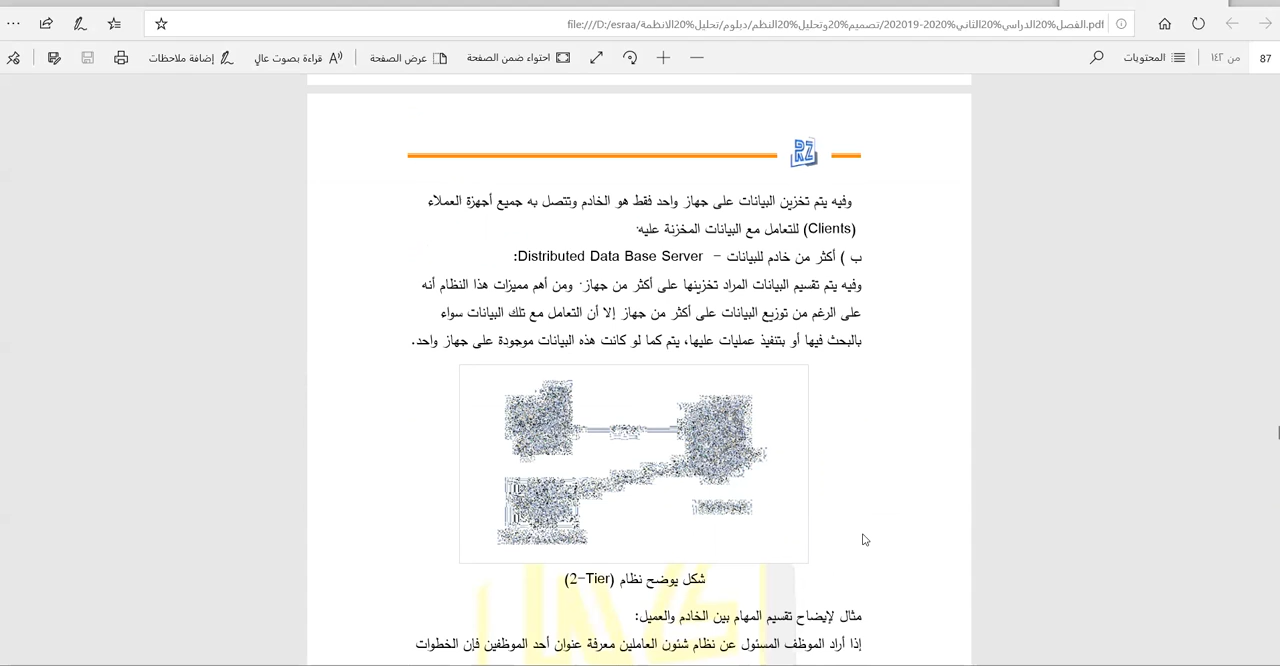 file:///D:/esraa/تصميم%20وتحليل%20النظم/دبلوم/تحليل%20الانظمة/الفصل%20الدراسي%20الثاني%202020-202019.pdf
87 من ١٤٢
المحتويات
احتواء ضمن الصفحة
عرض الصفحة
قراءة بصوت عالٍ
إضافة ملاحظات
RZ
وفيه يتم تخزين البيانات على جهاز واحد فقط هو الخادم وتتصل به جميع أجهزة العملاء
(Clients) للتعامل مع البيانات المخزنة عليه.
ب ) أكثر من خادم للبيانات – Distributed Data Base Server:
وفيه يتم تقسيم البيانات المراد تخزينها على أكثر من جهاز. ومن أهم مميزات هذا النظام أنه
على الرغم من توزيع البيانات على أكثر من جهاز إلا أن التعامل مع تلك البيانات سواء
بالبحث فيها أو بتنفيذ عمليات عليها، يتم كما لو كانت هذه البيانات موجودة على جهاز واحد.
شكل يوضح نظام (2-Tier)
مثال لإيضاح تقسيم المهام بين الخادم والعميل:
إذا أراد الموظف المسئول عن نظام شئون العاملين معرفة عنوان أحد الموظفين فإن الخطوات